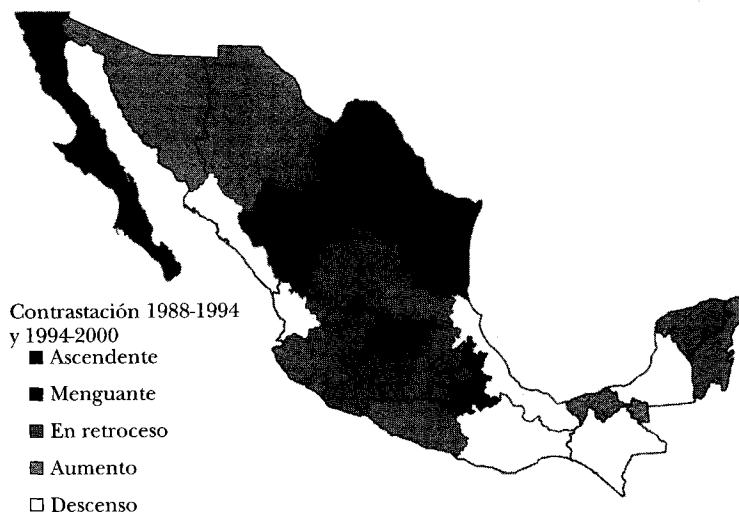 Contrastación 1988-1994
y 1994-2000
Ascendente
Menguante
En retroceso
Aumento
Descenso